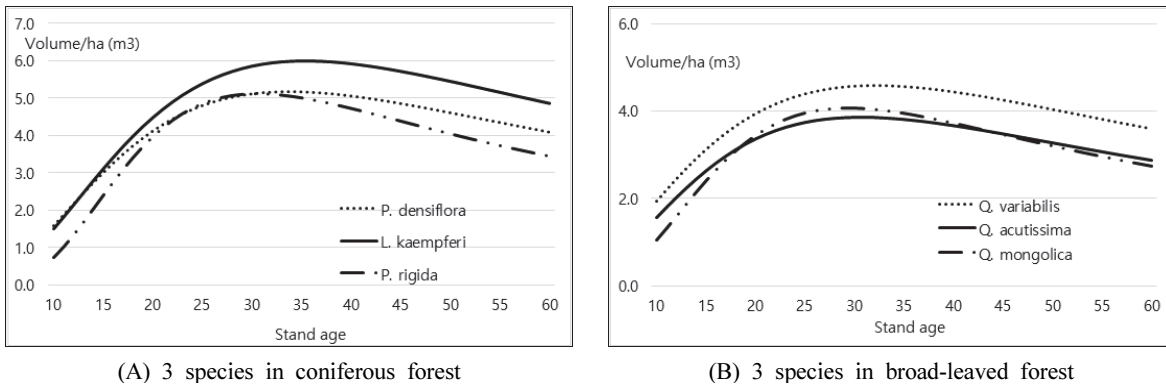 7.0
Volume/ha (m3)
6.0
5.0
4.0
3.0
2.0
1.0
0.0
P. densiflora
L. kaempferi
P. rigida
10 15 20 25 30 35 40 45 50 55 60
Stand age
(A) 3 species in coniferous forest
6.0
Volume/ha (m3)
4.0
2.0
0.0
Q. variabilis
Q. acutissima
Q. mongolica
10 15 20 25 30 35 40 45 50 55 60
Stand age
(B) 3 species in broad-leaved forest